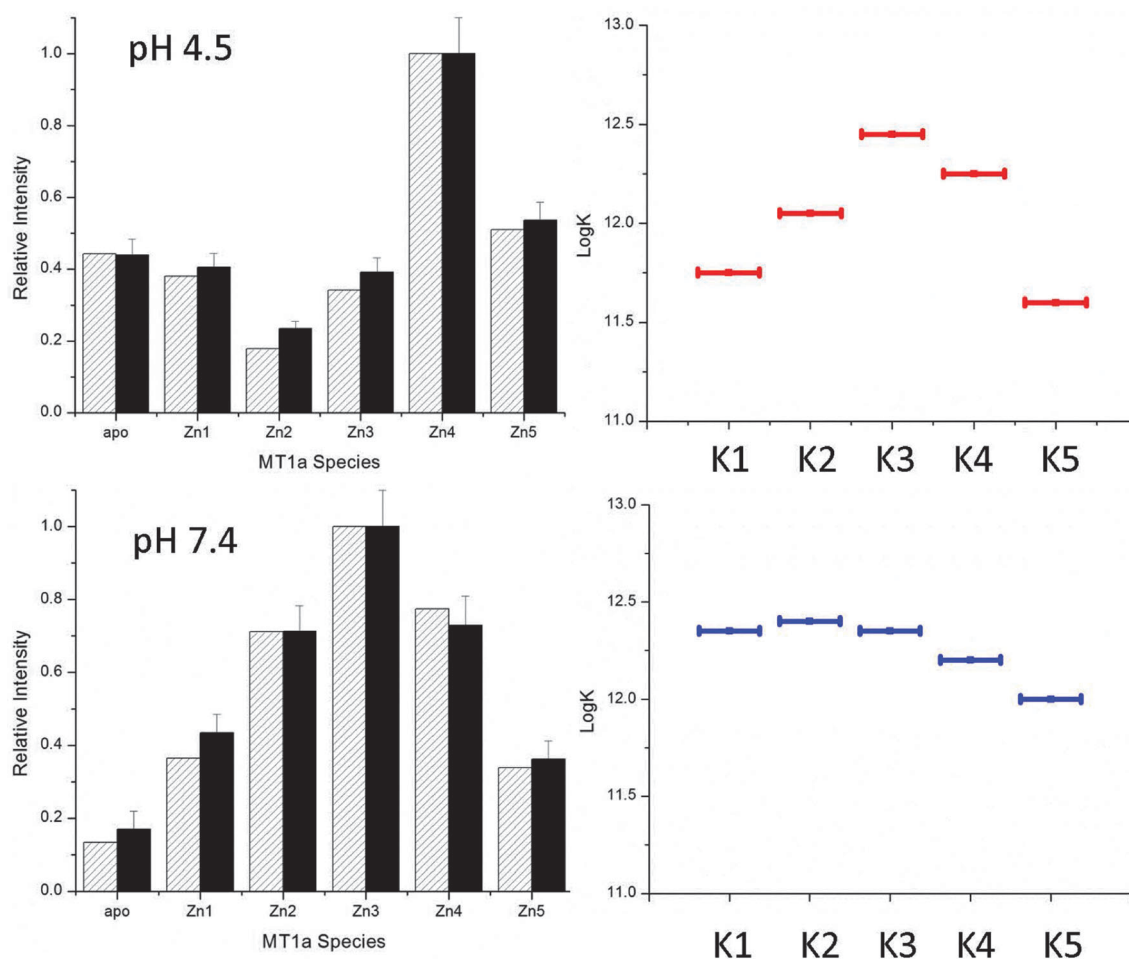 pH 4.5
Relative Intensity
1.0
0.8
0.6
0.4
0.2
0.0
apo Zn1 Zn2 Zn3 Zn4 Zn5
MT1a Species
LogK
13.0
12.5
12.0
11.5
11.0
K1 K2 K3 K4 K5
pH 7.4
Relative Intensity
1.0
0.8
0.6
0.4
0.2
0.0
apo Zn1 Zn2 Zn3 Zn4 Zn5
MT1a Species
LogK
13.0
12.5
12.0
11.5
11.0
K1 K2 K3 K4 K5